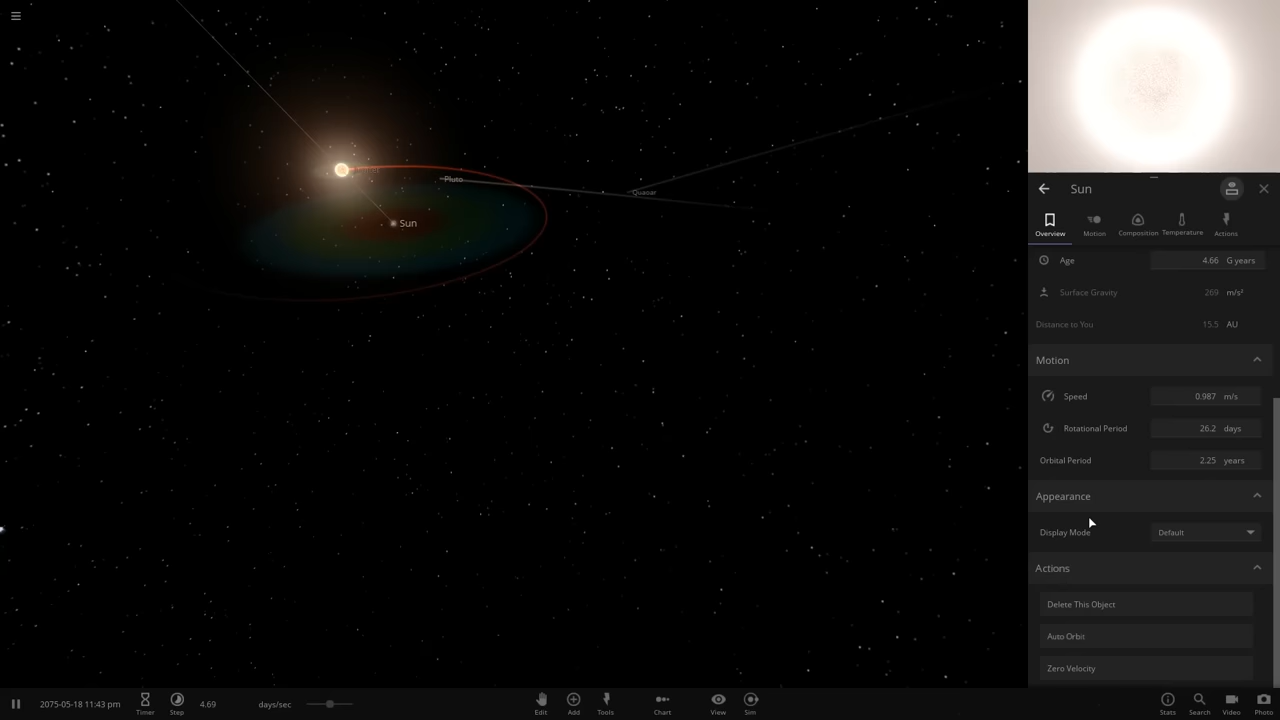 Pluto
Quaoar
Sun
Sun
Overview
Motion
Composition
Temperature
Actions
Age 4.66 G years
Surface Gravity 269 m/s²
Distance to You 15.5 AU
Motion
Speed 0.987 m/s
Rotational Period 26.2 days
Orbital Period 2.25 years
Appearance
Display Mode Default
Actions
Delete This Object
Auto Orbit
Zero Velocity
2075-05-18 11:43 pm
Timer
Step
4.69 days/sec
Edit
Add
Tools
Chart
View
Sim
Stats
Search
Video
Photo